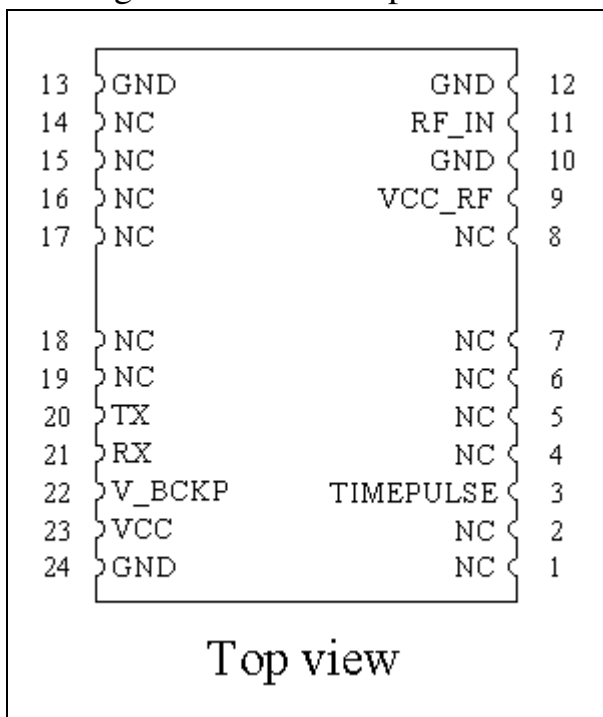 13 GND GND 12
14 NC RF_IN 11
15 NC GND 10
16 NC VCC_RF 9
17 NC NC 8
18 NC NC 7
19 NC NC 6
20 TX NC 5
21 RX NC 4
22 V_BCKP TIMEPULSE 3
23 VCC NC 2
24 GND NC 1
Top view